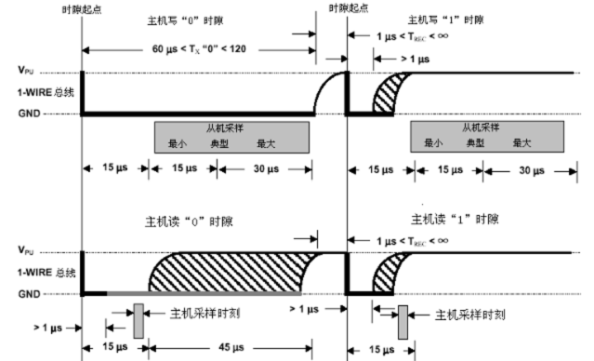 时隙起点 时隙起点
主机写“0”时隙 主机写“1”时隙
60 μs < TX “0” < 120 1 μs < TREC < ∞
> 1 μs
VPU
1-WIRE 总线
GND
从机采样 从机采样
最小 典型 最大 最小 典型 最大
15 μs 15 μs 30 μs 15 μs 15 μs 30 μs
主机读“0”时隙 主机读“1”时隙
1 μs < TREC < ∞
VPU
1-WIRE 总线
GND
主机采样时刻 主机采样时刻
> 1 μs > 1 μs
15 μs 45 μs 15 μs